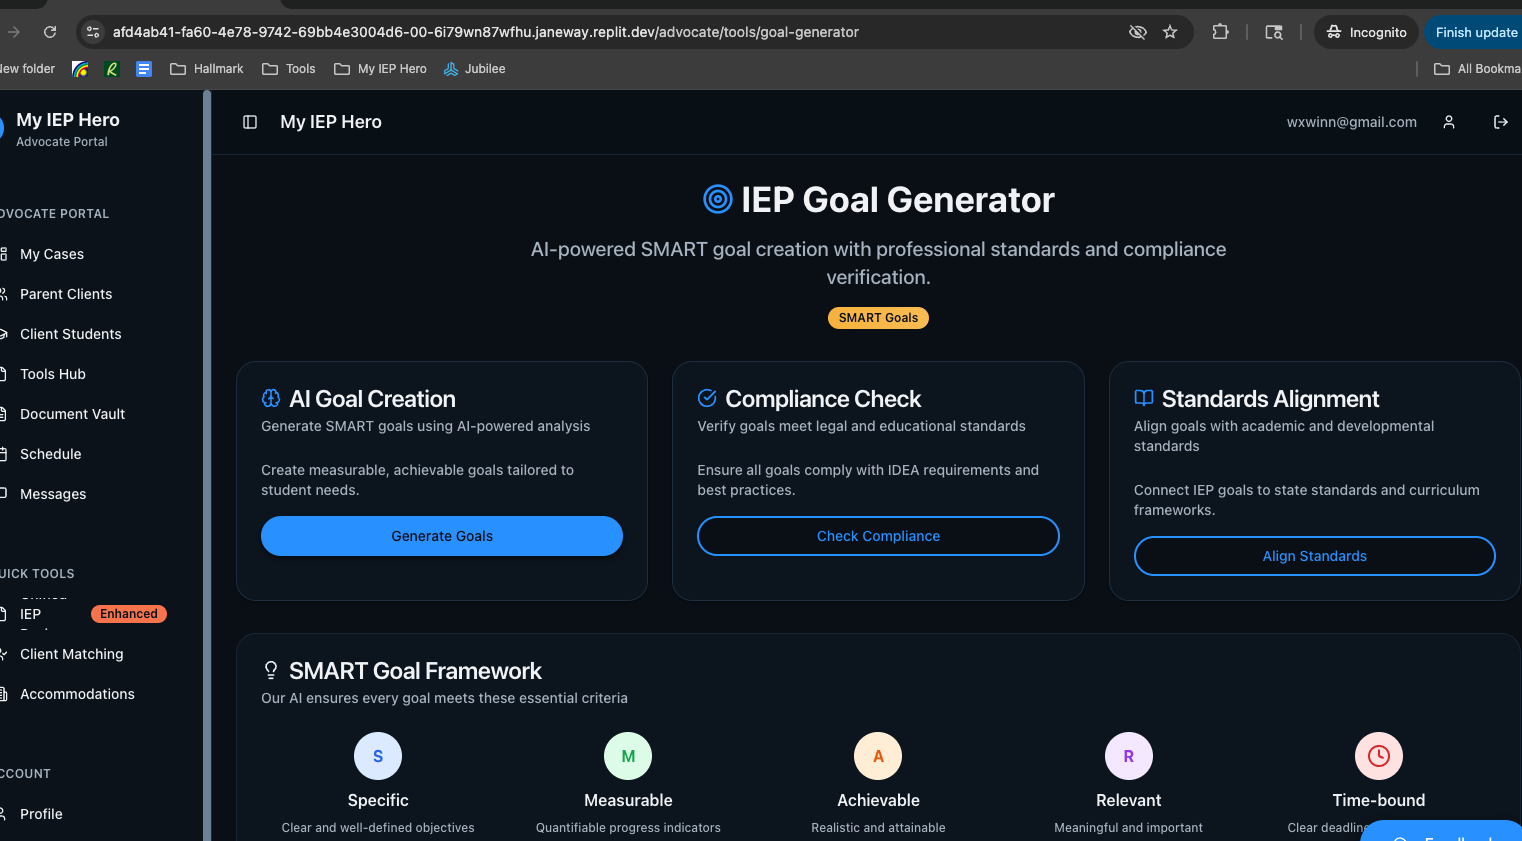 afd4ab41-fa60-4e78-9742-69bb4e3004d6-00-6i79wn87wfhu.janeway.replit.dev/advocate/tools/goal-generator
Incognito
Finish update
New folder
Hallmark
Tools
My IEP Hero
Jubilee
All Bookma
My IEP Hero
Advocate Portal
My IEP Hero
wxwinn@gmail.com
DVOCATE PORTAL
My Cases
Parent Clients
Client Students
Tools Hub
Document Vault
Schedule
Messages
UICK TOOLS
IEP
Enhanced
Client Matching
Accommodations
CCOUNT
Profile
IEP Goal Generator
AI-powered SMART goal creation with professional standards and compliance
verification.
SMART Goals
AI Goal Creation
Generate SMART goals using AI-powered analysis
Create measurable, achievable goals tailored to
student needs.
Generate Goals
Compliance Check
Verify goals meet legal and educational standards
Ensure all goals comply with IDEA requirements and
best practices.
Check Compliance
Standards Alignment
Align goals with academic and developmental
standards
Connect IEP goals to state standards and curriculum
frameworks.
Align Standards
SMART Goal Framework
Our AI ensures every goal meets these essential criteria
S
Specific
Clear and well-defined objectives
M
Measurable
Quantifiable progress indicators
A
Achievable
Realistic and attainable
R
Relevant
Meaningful and important
Time-bound
Clear deadline